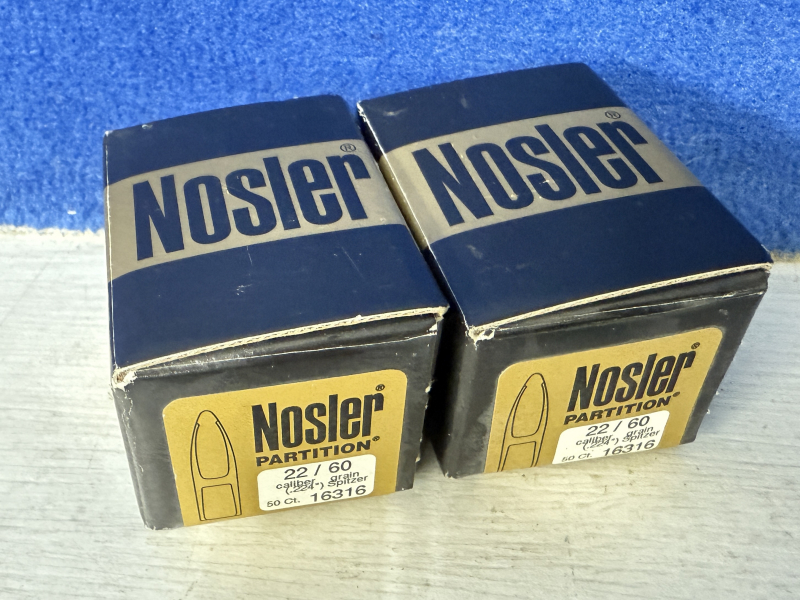 Nosler®
Nosler®
Nosler®
PARTITION®
22 / 60
caliber grain
(.224") Spitzer
50 Ct. 16316
Nosler®
PARTITION®
22 / 60
caliber grain
(.224") Spitzer
50 Ct. 16316